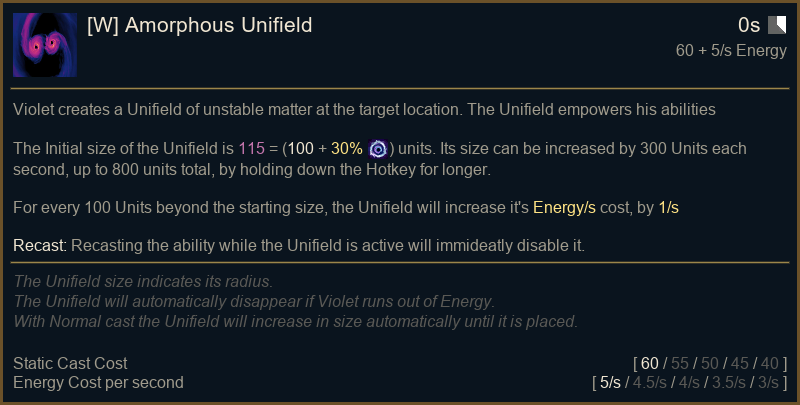 [W] Amorphous Unifield
0s
60 + 5/s Energy
Violet creates a Unifield of unstable matter at the target location. The Unifield empowers his abilities
The Initial size of the Unifield is 115 = (100 + 30% ) units. Its size can be increased by 300 Units each
second, up to 800 units total, by holding down the Hotkey for longer.
For every 100 Units beyond the starting size, the Unifield will increase it's Energy/s cost, by 1/s
Recast: Recasting the ability while the Unifield is active will immideatly disable it.
The Unifield size indicates its radius.
The Unifield will automatically disappear if Violet runs out of Energy.
With Normal cast the Unifield will increase in size automatically until it is placed.
Static Cast Cost [ 60 / 55 / 50 / 45 / 40 ]
Energy Cost per second [ 5/s / 4.5/s / 4/s / 3.5/s / 3/s ]